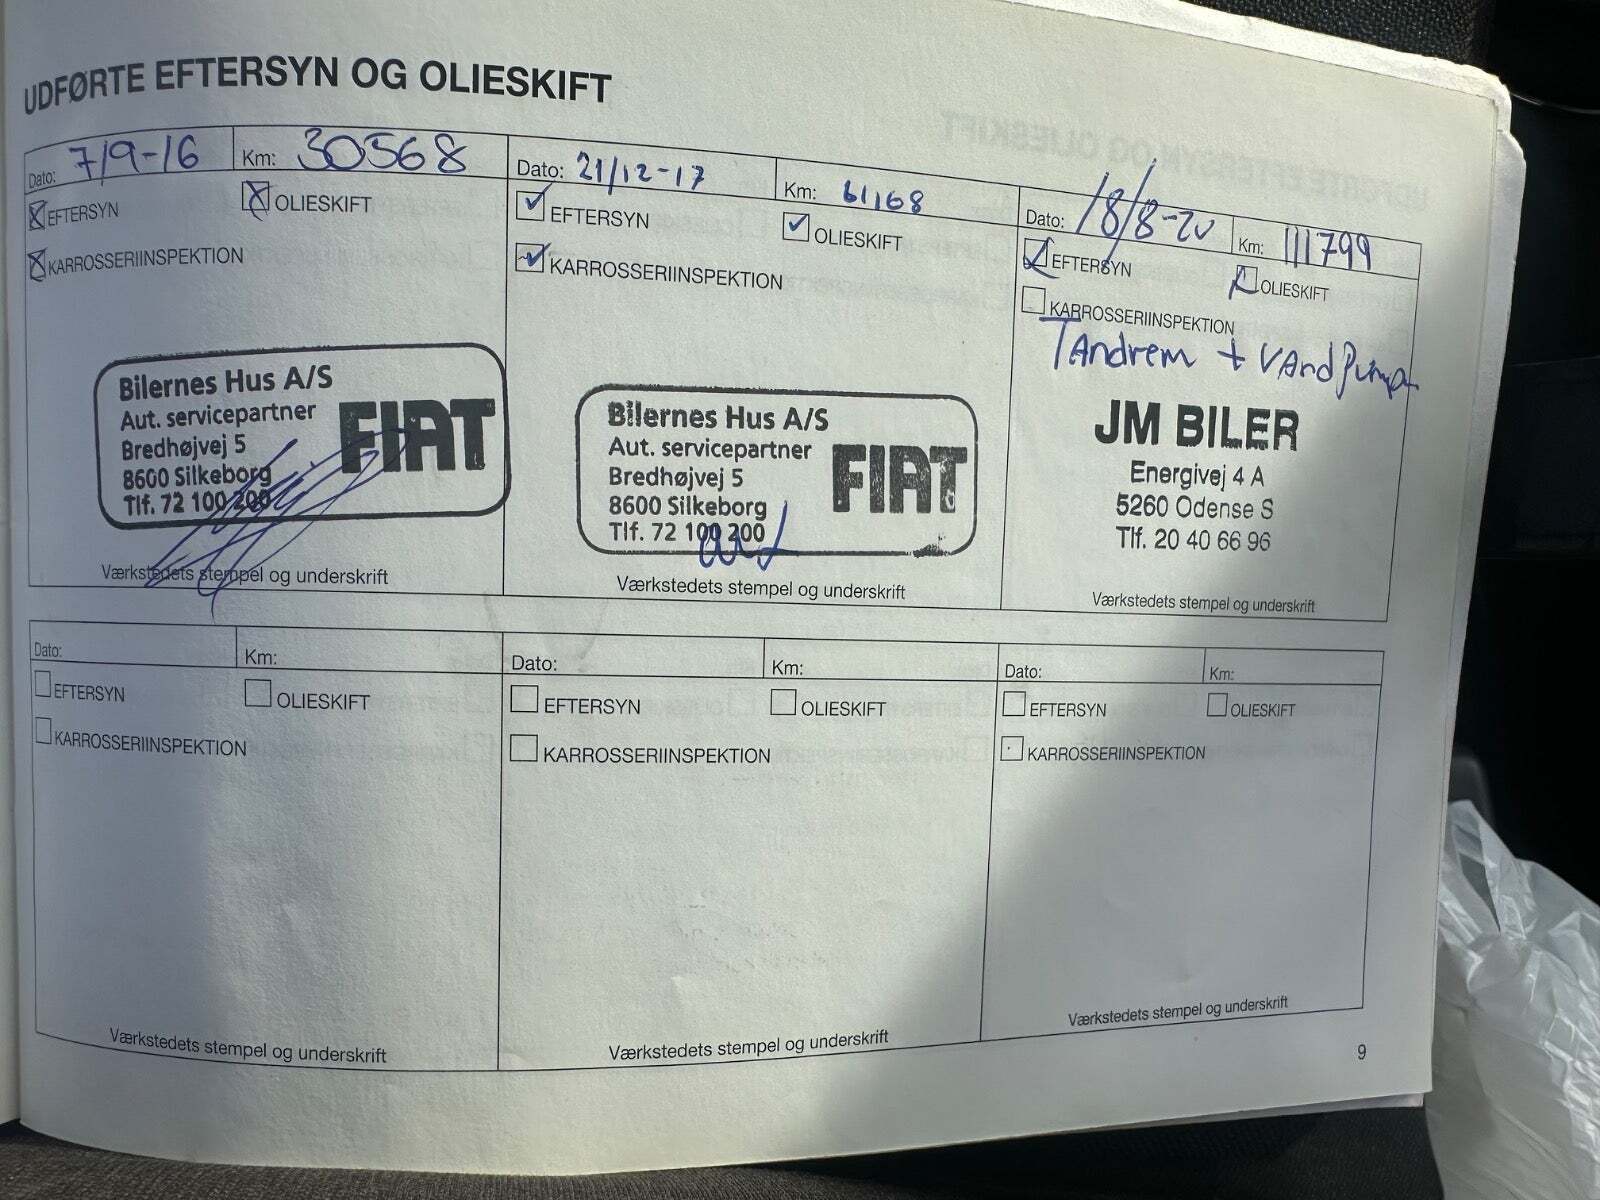 UDFØRTE EFTERSYN OG OLIESKIFT
Dato: 7/9-16 Km: 30568
EFTERSYN OLIESKIFT
KARROSSERIINSPEKTION
Bilernes Hus A/S
Aut. servicepartner
Bredhøjvej 5
8600 Silkeborg
Tlf. 72 100 200
FIAT
Værkstedets stempel og underskrift
Dato: 21/12-17 Km: 61168
EFTERSYN OLIESKIFT
KARROSSERIINSPEKTION
Bilernes Hus A/S
Aut. servicepartner
Bredhøjvej 5
8600 Silkeborg
Tlf. 72 100 200
FIAT
Værkstedets stempel og underskrift
Dato: 18/8-20 Km: 111799
EFTERSYN OLIESKIFT
KARROSSERIINSPEKTION
TAndrem + VAndpumpe
JM BILER
Energivej 4 A
5260 Odense S
Tlf. 20 40 66 96
Værkstedets stempel og underskrift
Dato: Km:
EFTERSYN OLIESKIFT
KARROSSERIINSPEKTION
Værkstedets stempel og underskrift
Dato: Km:
EFTERSYN OLIESKIFT
KARROSSERIINSPEKTION
Værkstedets stempel og underskrift
Dato: Km:
EFTERSYN OLIESKIFT
KARROSSERIINSPEKTION
Værkstedets stempel og underskrift
9